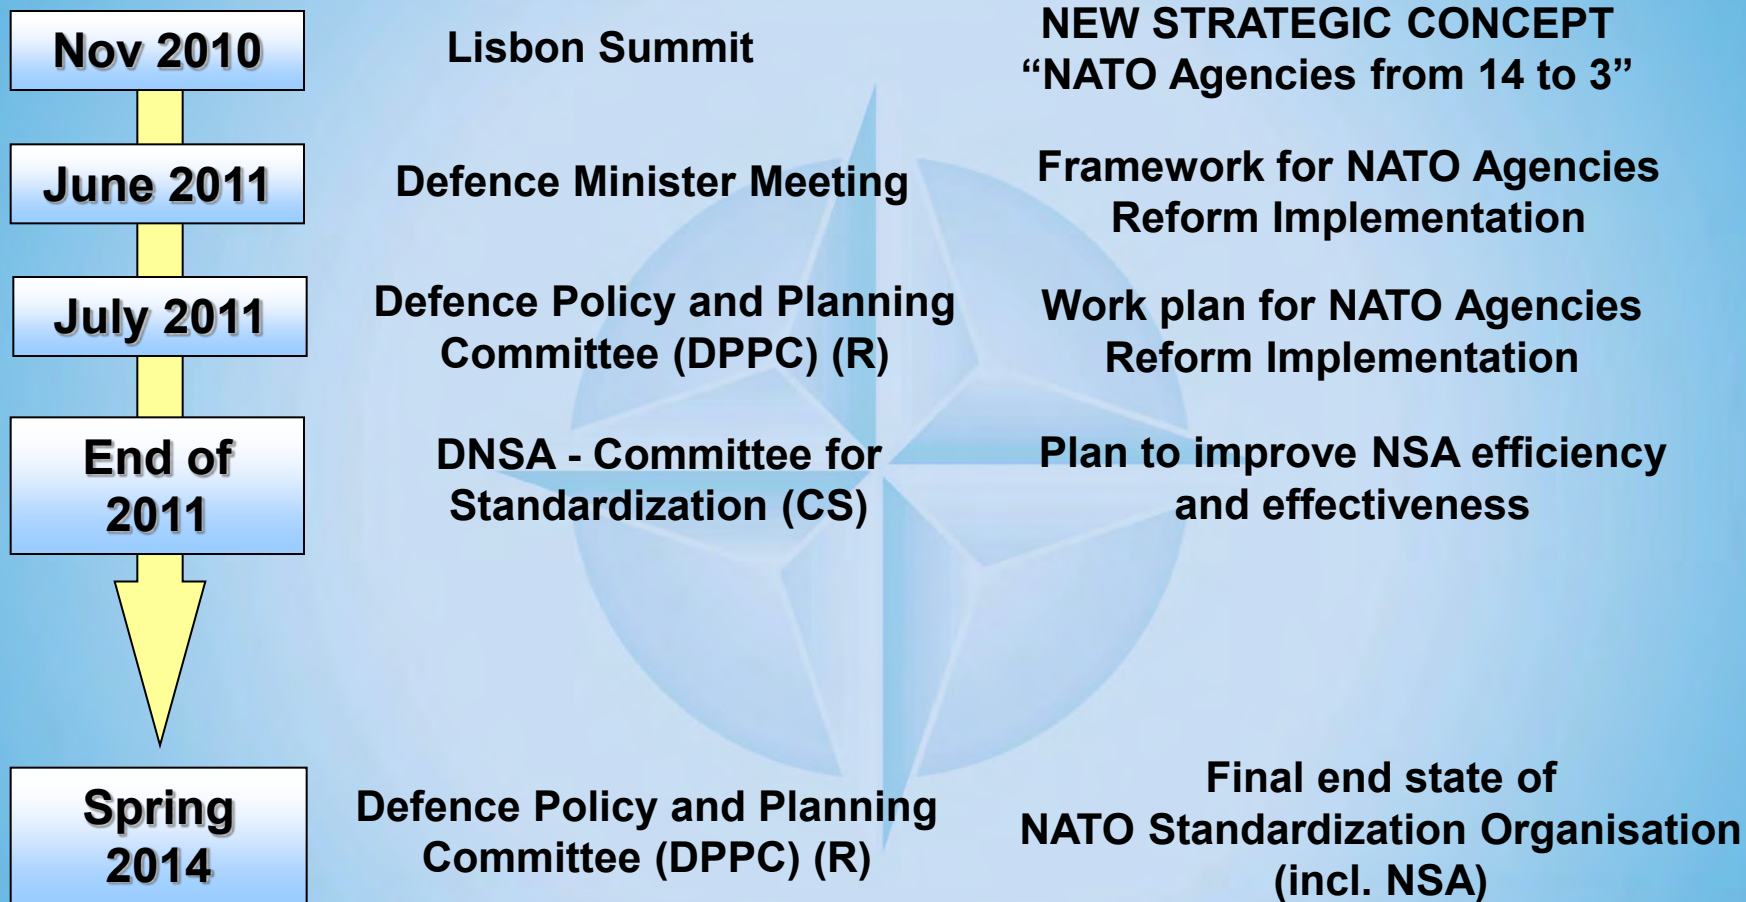 Nov 2010
Lisbon Summit
NEW STRATEGIC CONCEPT
“NATO Agencies from 14 to 3”
June 2011
Defence Minister Meeting
Framework for NATO Agencies
Reform Implementation
July 2011
Defence Policy and Planning
Committee (DPPC) (R)
Work plan for NATO Agencies
Reform Implementation
End of
2011
DNSA - Committee for
Standardization (CS)
Plan to improve NSA efficiency
and effectiveness
Spring
2014
Defence Policy and Planning
Committee (DPPC) (R)
Final end state of
NATO Standardization Organisation
(incl. NSA)